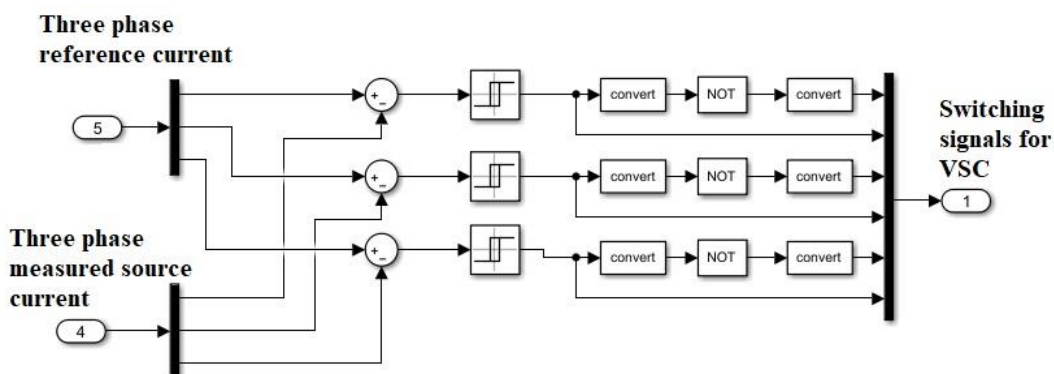 Three phase
reference current
5
+
−
convert
NOT
convert
Switching
signals for
VSC
1
+
−
convert
NOT
convert
Three phase
measured source
current
4
+
−
convert
NOT
convert